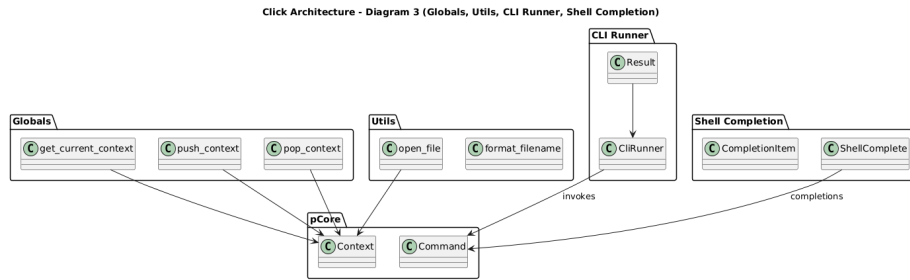 Click Architecture - Diagram 3 (Globals, Utils, CLI Runner, Shell Completion)
CLI Runner
C Result
Globals
C get_current_context
C push_context
C pop_context
Utils
C open_file
C format_filename
C CliRunner
Shell Completion
C CompletionItem
C ShellComplete
invokes
completions
pCore
C Context
C Command